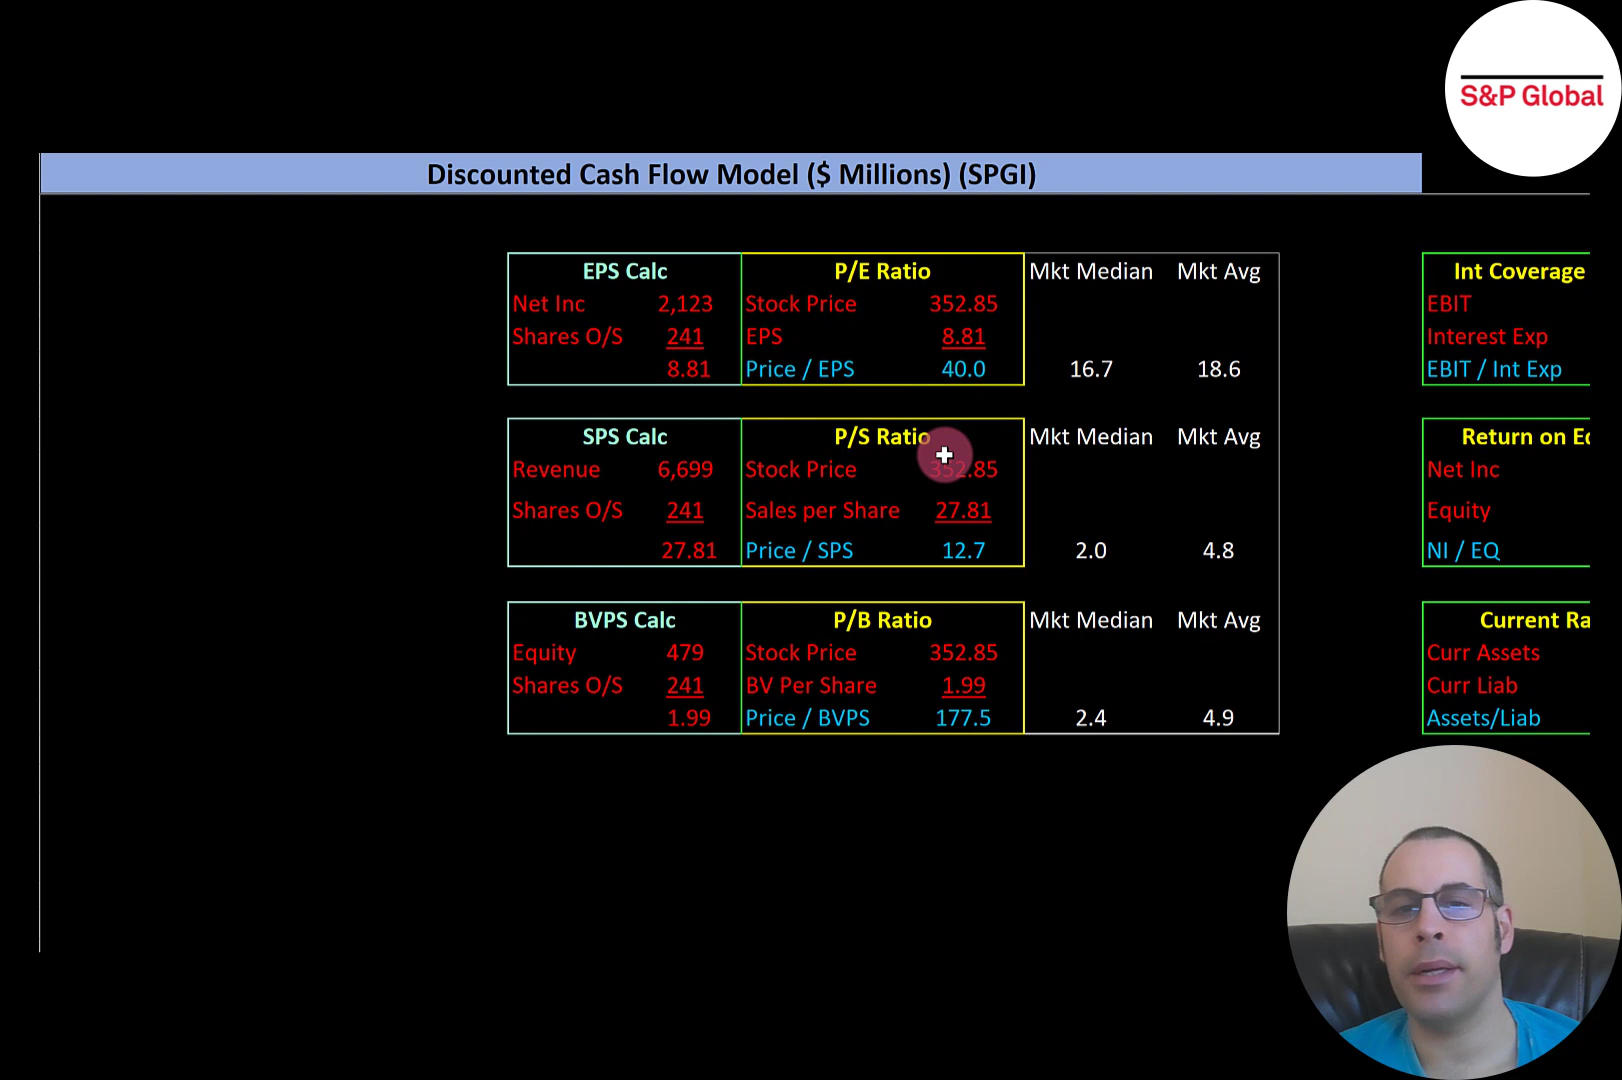 S&P Global
Discounted Cash Flow Model ($ Millions) (SPGI)
EPS Calc P/E Ratio Mkt Median Mkt Avg Int Coverage
Net Inc 2,123 Stock Price 352.85 EBIT
Shares O/S 241 EPS 8.81 Interest Exp
8.81 Price / EPS 40.0 16.7 18.6 EBIT / Int Exp
SPS Calc P/S Ratio Mkt Median Mkt Avg Return on
Revenue 6,699 Stock Price 352.85 Net Inc
Shares O/S 241 Sales per Share 27.81 Equity
27.81 Price / SPS 12.7 2.0 4.8 NI / EQ
BVPS Calc P/B Ratio Mkt Median Mkt Avg Current
Equity 479 Stock Price 352.85 Curr Assets
Shares O/S 241 BV Per Share 1.99 Curr Liab
1.99 Price / BVPS 177.5 2.4 4.9 Assets/Liab